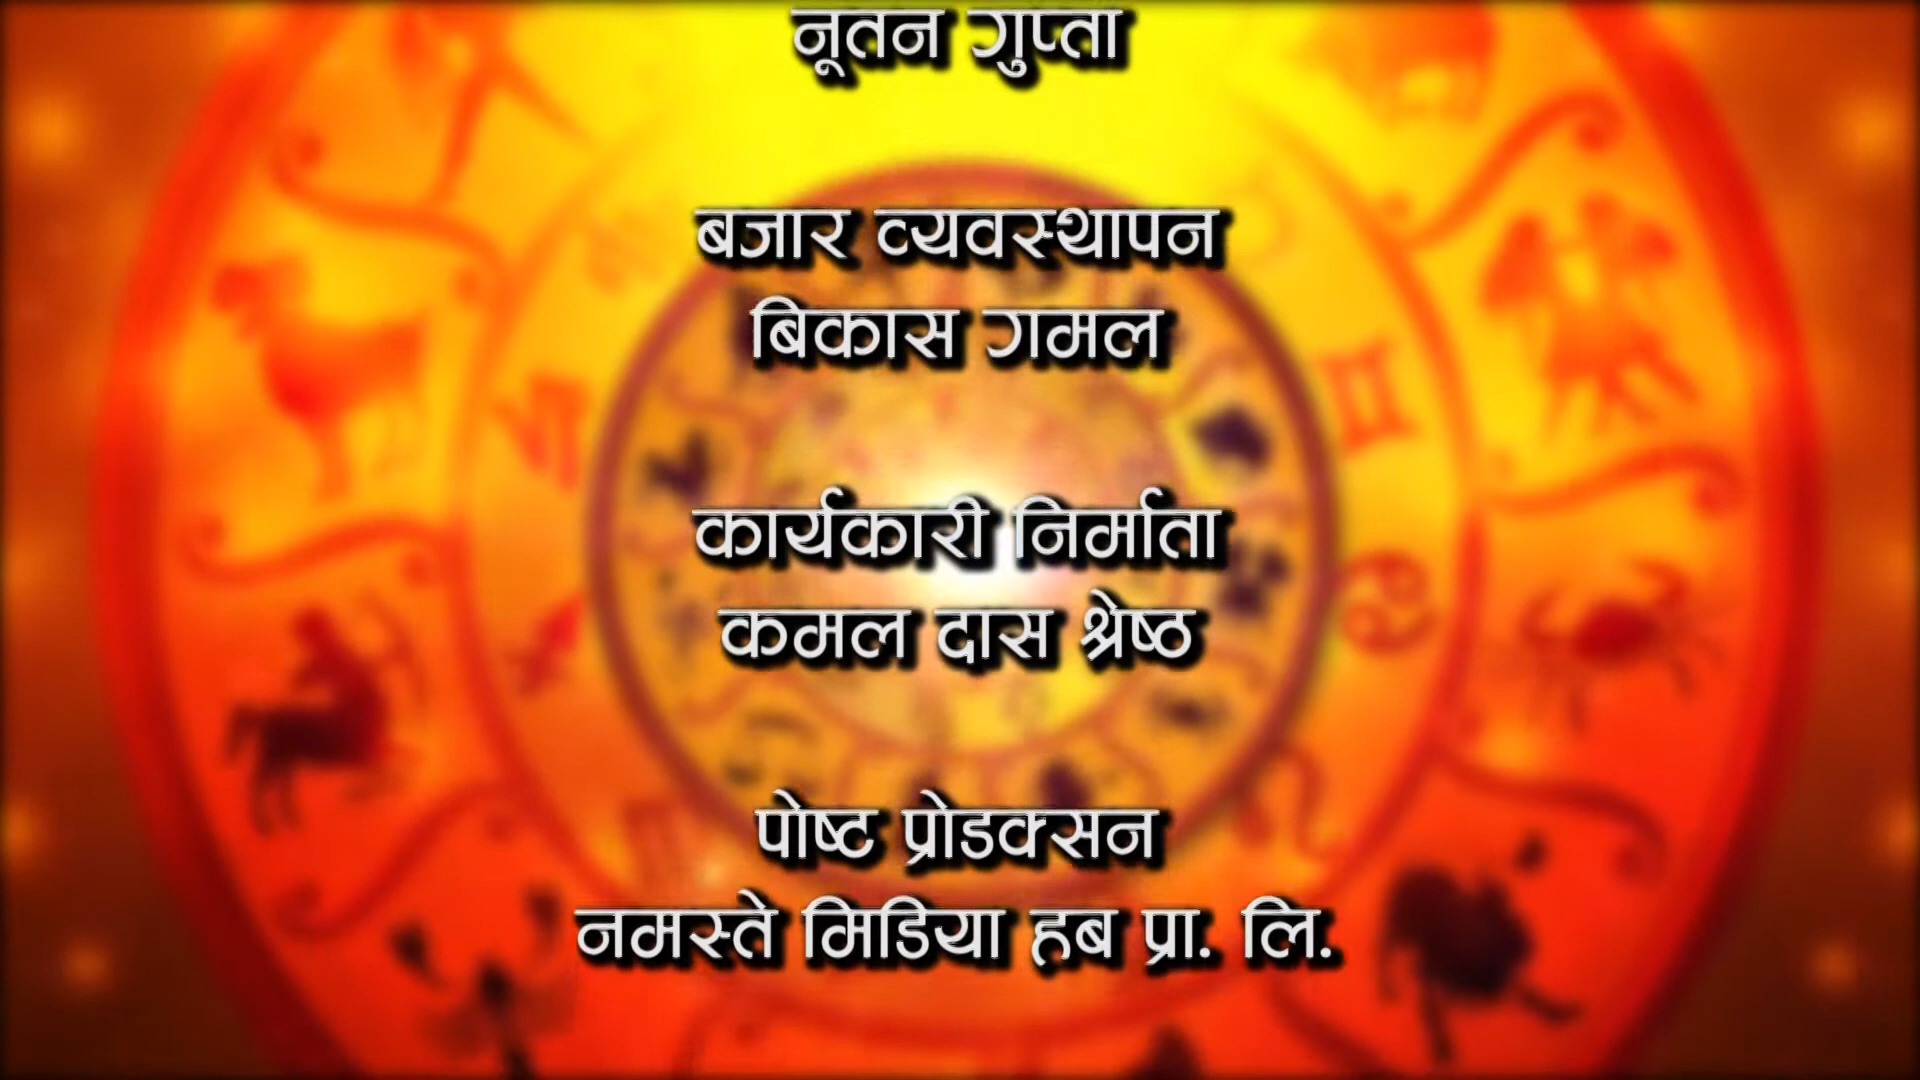 नूतन गुप्ता
बजार व्यवस्थापन
बिकास गमल
कार्यकारी निर्माता
कमल दास श्रेष्ठ
पोष्ट प्रोडक्सन
नमस्ते मिडिया हब प्रा. लि.